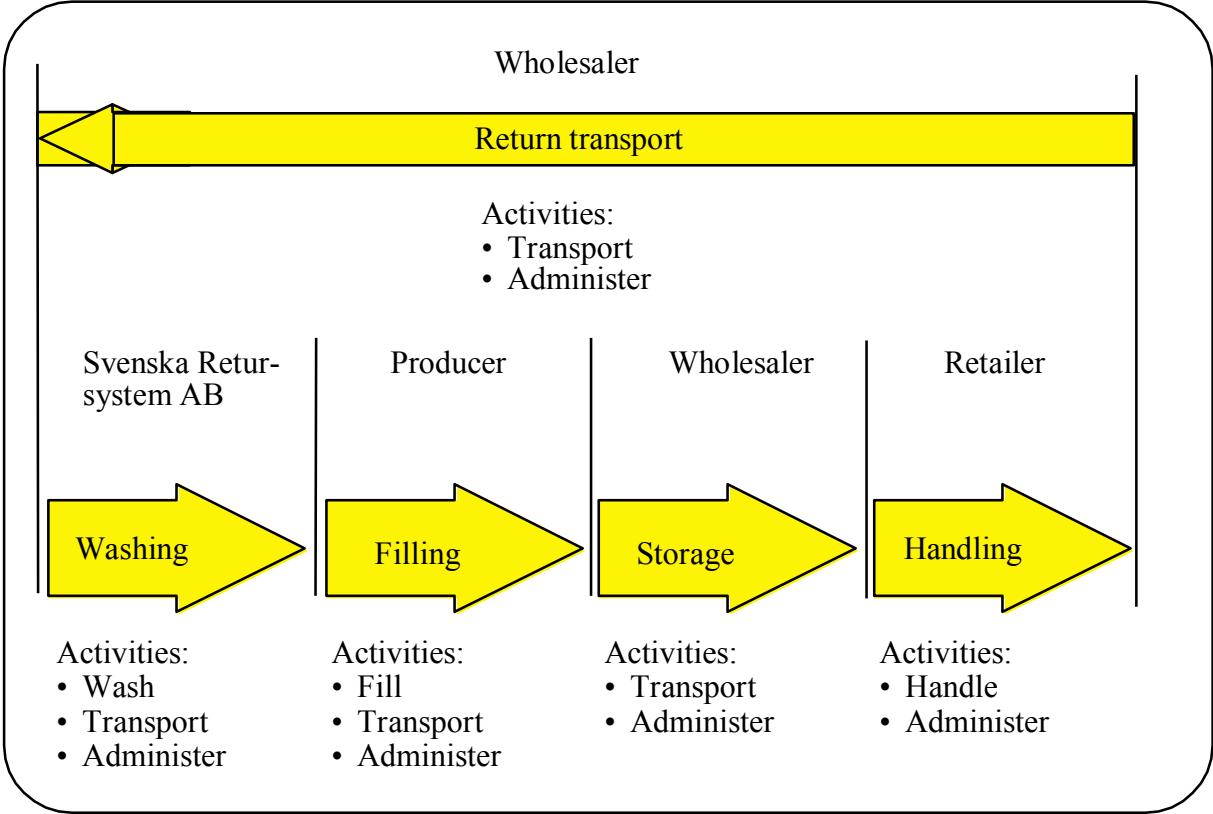 Wholesaler
Return transport
Activities:
• Transport
• Administer
Svenska Retur-
system AB
Producer
Wholesaler
Retailer
Washing
Filling
Storage
Handling
Activities:
• Wash
• Transport
• Administer
Activities:
• Fill
• Transport
• Administer
Activities:
• Transport
• Administer
Activities:
• Handle
• Administer